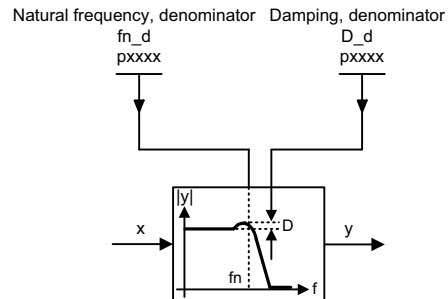 Natural frequency, denominator
fn_d
pxxxx
Damping, denominator
D_d
pxxxx
|y|
x
D
y
fn
f